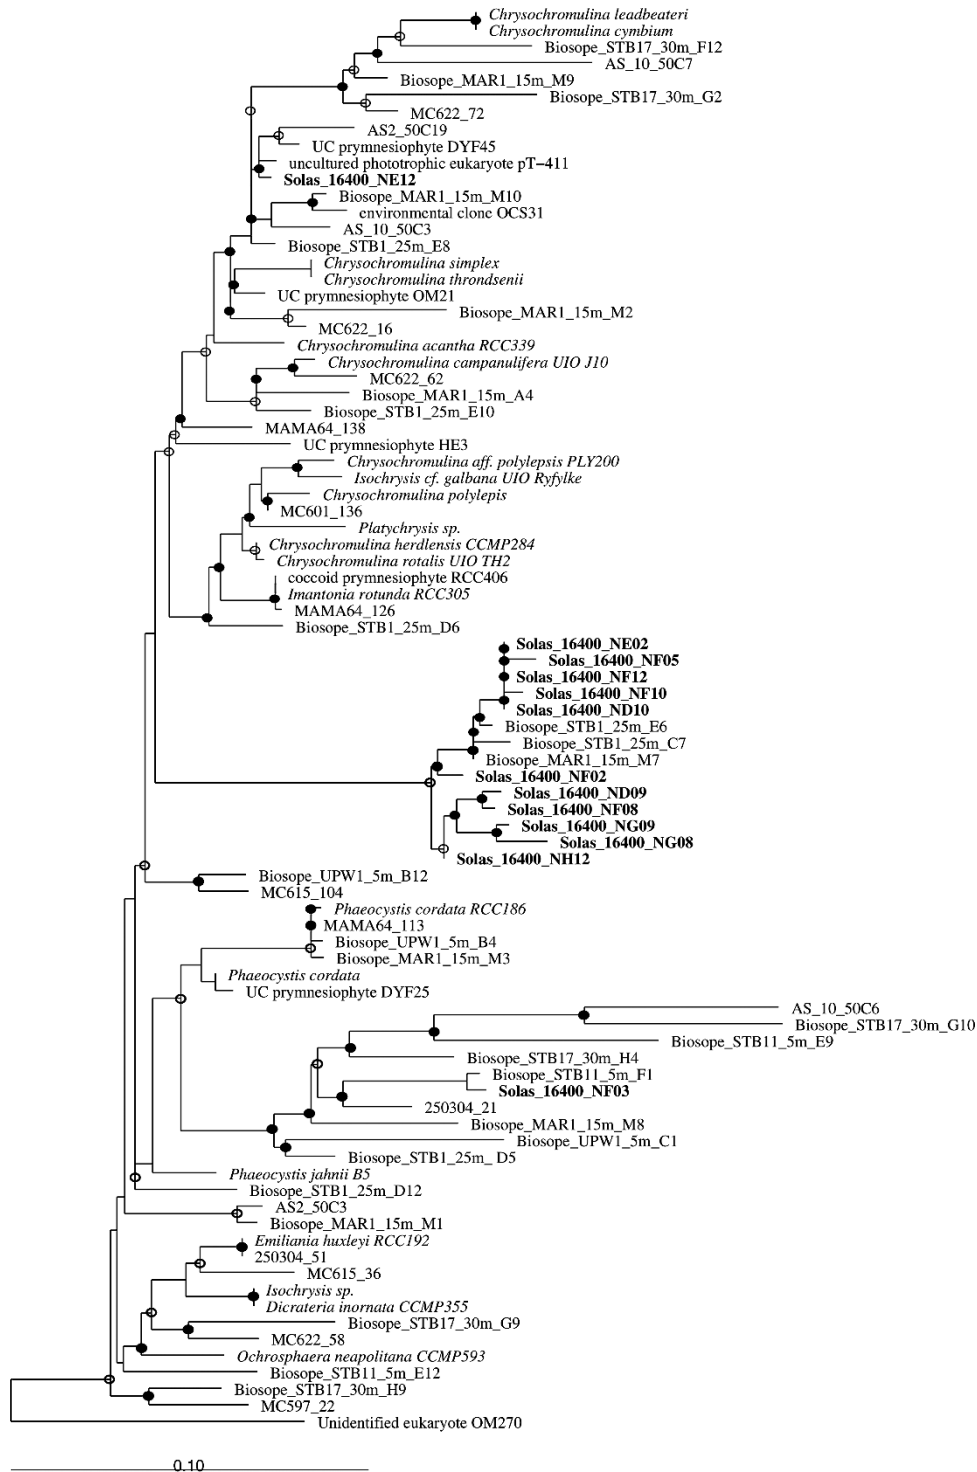 Chrysochromulina leadbeateri
Chrysochromulina cymbium
Biosope_STB17_30m_F12
AS_10_50C7
Biosope_MAR1_15m_M9
Biosope_STB17_30m_G2
MC622_72
AS2_50C19
UC prymnesiophyte DYF45
uncultured phototrophic eukaryote pT−411
Solas_16400_NE12
Biosope_MAR1_15m_M10
environmental clone OCS31
AS_10_50C3
Biosope_STB1_25m_E8
Chrysochromulina simplex
Chrysochromulina throndsenii
UC prymnesiophyte OM21
Biosope_MAR1_15m_M2
MC622_16
Chrysochromulina acantha RCC339
Chrysochromulina campanulifera UIO J10
MC622_62
Biosope_MAR1_15m_A4
Biosope_STB1_25m_E10
MAMA64_138
UC prymnesiophyte HE3
Chrysochromulina aff. polylepsis PLY200
Isochrysis cf. galbana UIO Ryfylke
Chrysochromulina polylepis
MC601_136
Platychrysis sp.
Chrysochromulina herdlensis CCMP284
Chrysochromulina rotalis UIO TH2
coccoid prymnesiophyte RCC406
Imantonia rotunda RCC305
MAMA64_126
Biosope_STB1_25m_D6
Solas_16400_NE02
Solas_16400_NF05
Solas_16400_NF12
Solas_16400_NF10
Solas_16400_ND10
Biosope_STB1_25m_E6
Biosope_STB1_25m_C7
Biosope_MAR1_15m_M7
Solas_16400_NF02
Solas_16400_ND09
Solas_16400_NF08
Solas_16400_NG09
Solas_16400_NG08
Solas_16400_NH12
Biosope_UPW1_5m_B12
MC615_104
Phaeocystis cordata RCC186
MAMA64_113
Biosope_UPW1_5m_B4
Biosope_MAR1_15m_M3
Phaeocystis cordata
UC prymnesiophyte DYF25
AS_10_50C6
Biosope_STB17_30m_G10
Biosope_STB11_5m_E9
Biosope_STB17_30m_H4
Biosope_STB11_5m_F1
Solas_16400_NF03
250304_21
Biosope_MAR1_15m_M8
Biosope_UPW1_5m_C1
Biosope_STB1_25m_ D5
Phaeocystis jahnii B5
Biosope_STB1_25m_D12
AS2_50C3
Biosope_MAR1_15m_M1
Emiliania huxleyi RCC192
250304_51
MC615_36
Isochrysis sp.
Dicrateria inornata CCMP355
Biosope_STB17_30m_G9
MC622_58
Ochrosphaera neapolitana CCMP593
Biosope_STB11_5m_E12
Biosope_STB17_30m_H9
MC597_22
Unidentified eukaryote OM270
0.10